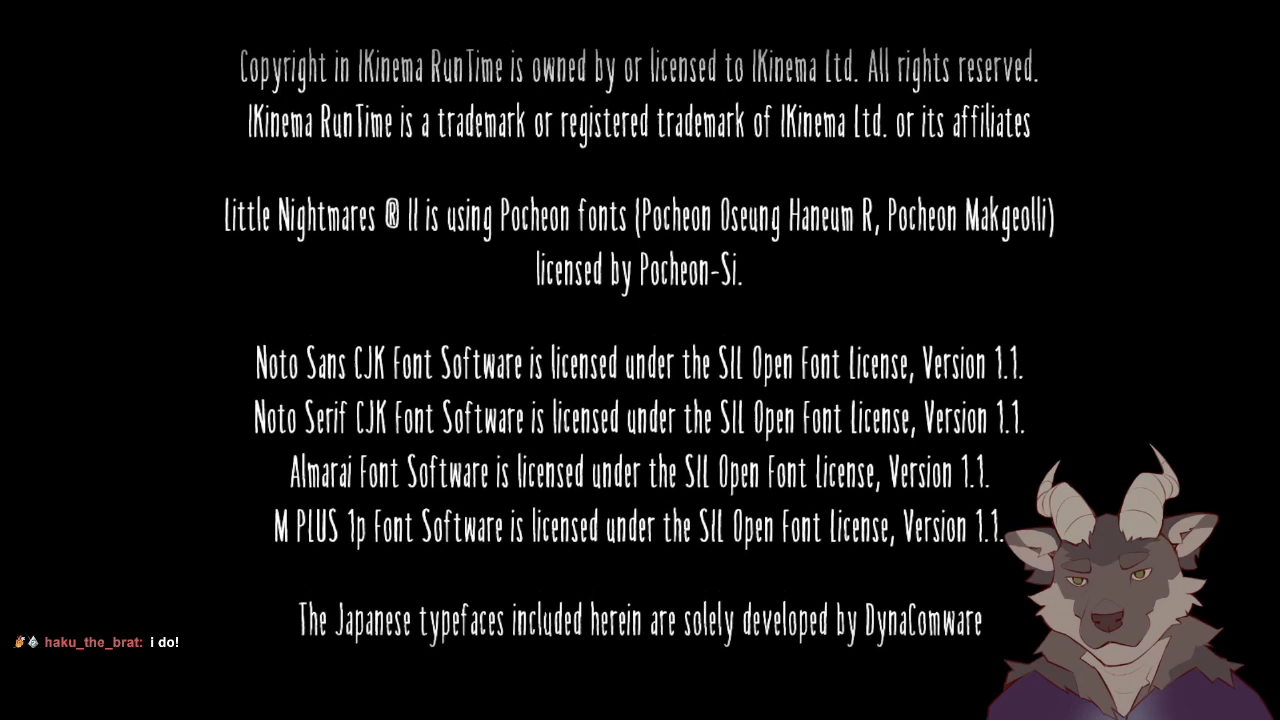 Copyright in IKinema RunTime is owned by or licensed to IKinema Ltd. All rights reserved.
IKinema RunTime is a trademark or registered trademark of IKinema Ltd. or its affiliates
Little Nightmares ® II is using Pocheon fonts (Pocheon Oseung Haneum R, Pocheon Makgeolli)
licensed by Pocheon-Si.
Noto Sans CJK Font Software is licensed under the SIL Open Font License, Version 1.1.
Noto Serif CJK Font Software is licensed under the SIL Open Font License, Version 1.1.
Almarai Font Software is licensed under the SIL Open Font License, Version 1.1.
M PLUS 1p Font Software is licensed under the SIL Open Font License, Version 1.1.
The Japanese typefaces included herein are solely developed by DynaComware
haku_the_brat: i do!